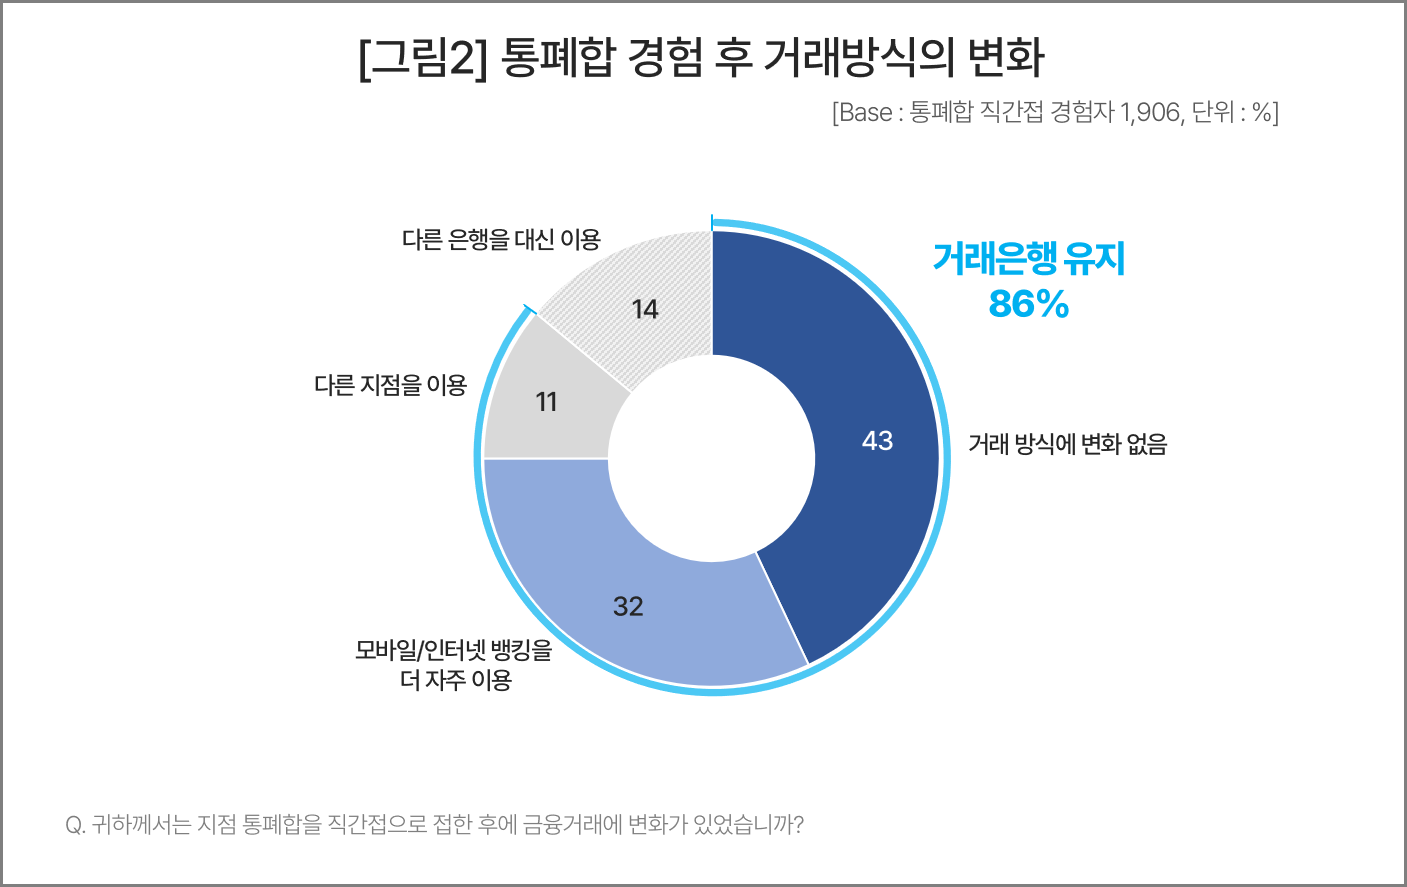 [그림2] 통폐합 경험 후 거래방식의 변화
[Base : 통폐합 직간접 경험자 1,906, 단위 : %]
다른 은행을 대신 이용
거래은행 유지
86%
14
다른 지점을 이용
11
43
거래 방식에 변화 없음
32
모바일/인터넷 뱅킹을
더 자주 이용
Q. 귀하께서는 지점 통폐합을 직간접으로 접한 후에 금융거래에 변화가 있었습니까?